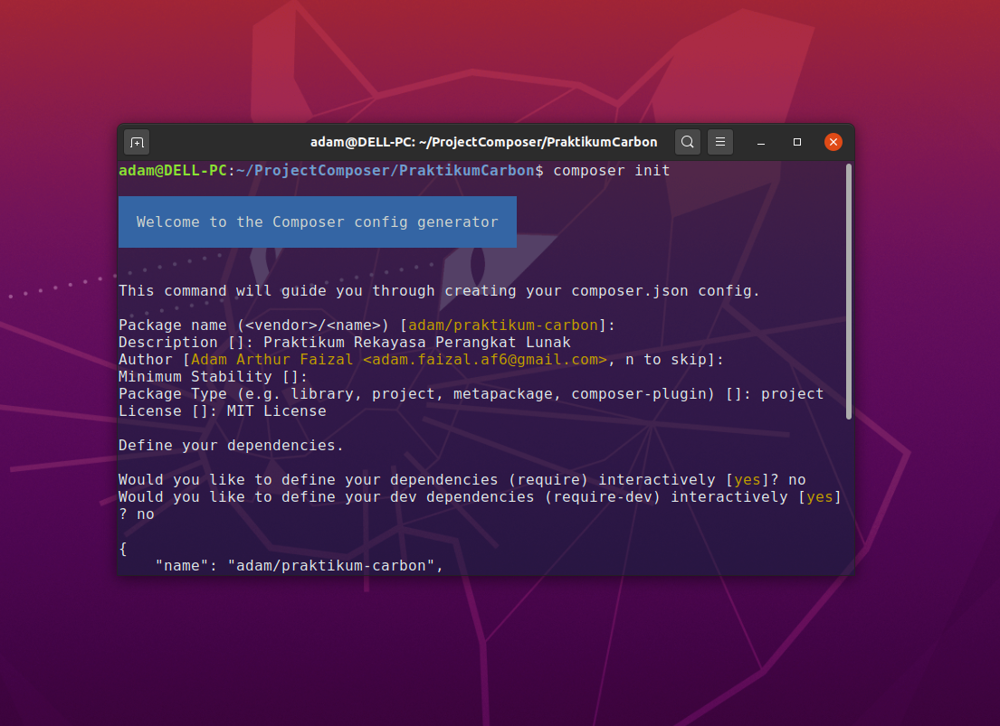 adam@DELL-PC: ~/ProjectComposer/PraktikumCarbon
adam@DELL-PC:~/ProjectComposer/PraktikumCarbon$ composer init
Welcome to the Composer config generator
This command will guide you through creating your composer.json config.
Package name (<vendor>/<name>) [adam/praktikum-carbon]:
Description []: Praktikum Rekayasa Perangkat Lunak
Author [Adam Arthur Faizal <adam.faizal.af6@gmail.com>, n to skip]:
Minimum Stability []:
Package Type (e.g. library, project, metapackage, composer-plugin) []: project
License []: MIT License
Define your dependencies.
Would you like to define your dependencies (require) interactively [yes]? no
Would you like to define your dev dependencies (require-dev) interactively [yes]
? no
{
    "name": "adam/praktikum-carbon",